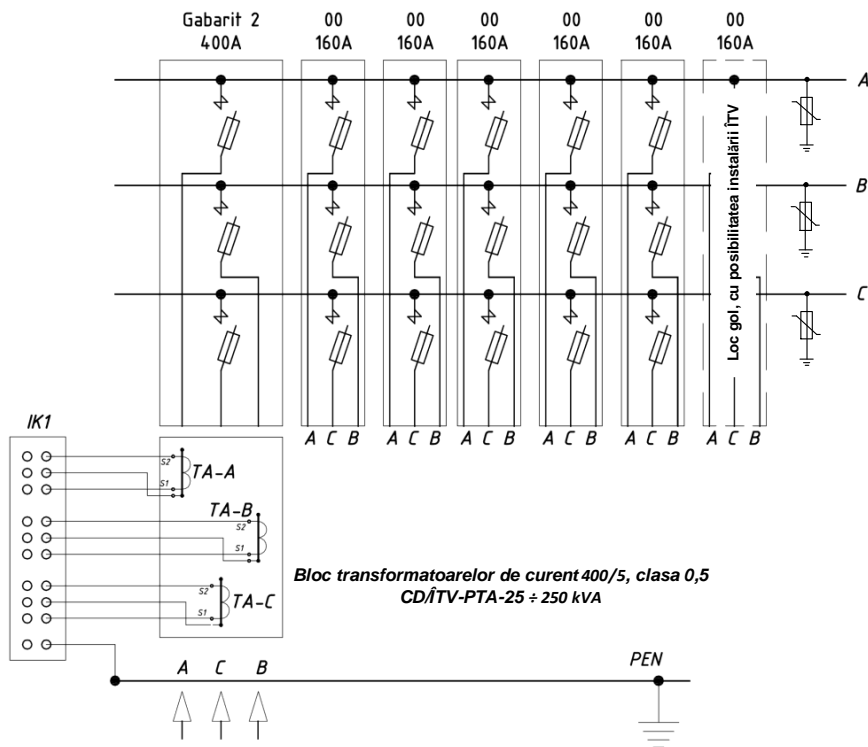 Gabarit 2 00 00 00 00 00 00
400A 160A 160A 160A 160A 160A 160A
A
B
C
Loc gol, cu posibilitatea instalării ÎTV
A C B A C B A C B A C B A C B A C B
IK1
S2
TA-A
S1
TA-B
S2
S1
S2
TA-C
S1
Bloc transformatoarelor de curent 400/5, clasa 0,5
CD/ÎTV-PTA-25 ÷ 250 kVA
A C B
PEN